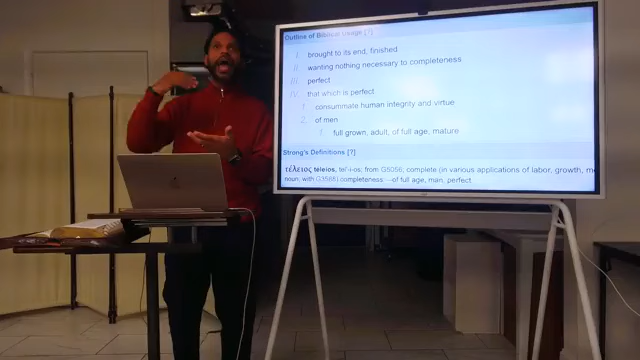 Outline of Biblical Usage [?]
i brought to its end, finished
ii wanting nothing necessary to completeness
iii perfect
iv that which is perfect
1. consummate human integrity and virtue
2. of men
1. full grown, adult, of full age, mature
Strong's Definitions [?]
τέλειος téleios, tel'-i-os; from G5056; complete (in various applications of labor, growth, m
noun, with G3588) completeness:—of full age, man, perfect